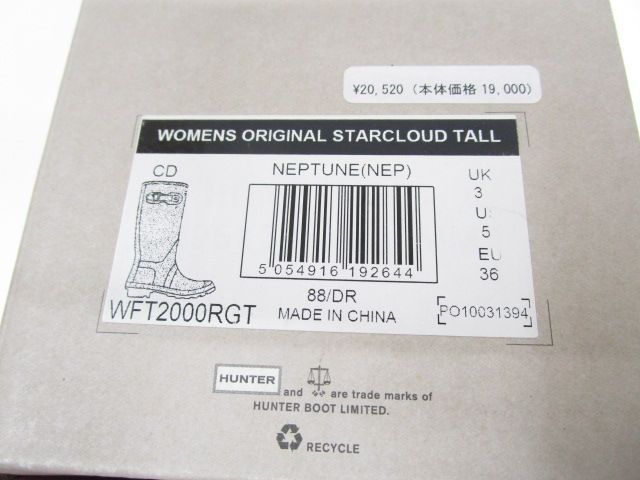 ¥20,520 (本体価格 19,000)
WOMENS ORIGINAL STARCLOUD TALL
CD
NEPTUNE(NEP)
UK
3
U:
5
EU
36
5 054916 192644
88/DR
MADE IN CHINA
WFT2000RGT
PO10031394
HUNTER and are trade marks of
HUNTER BOOT LIMITED.
RECYCLE